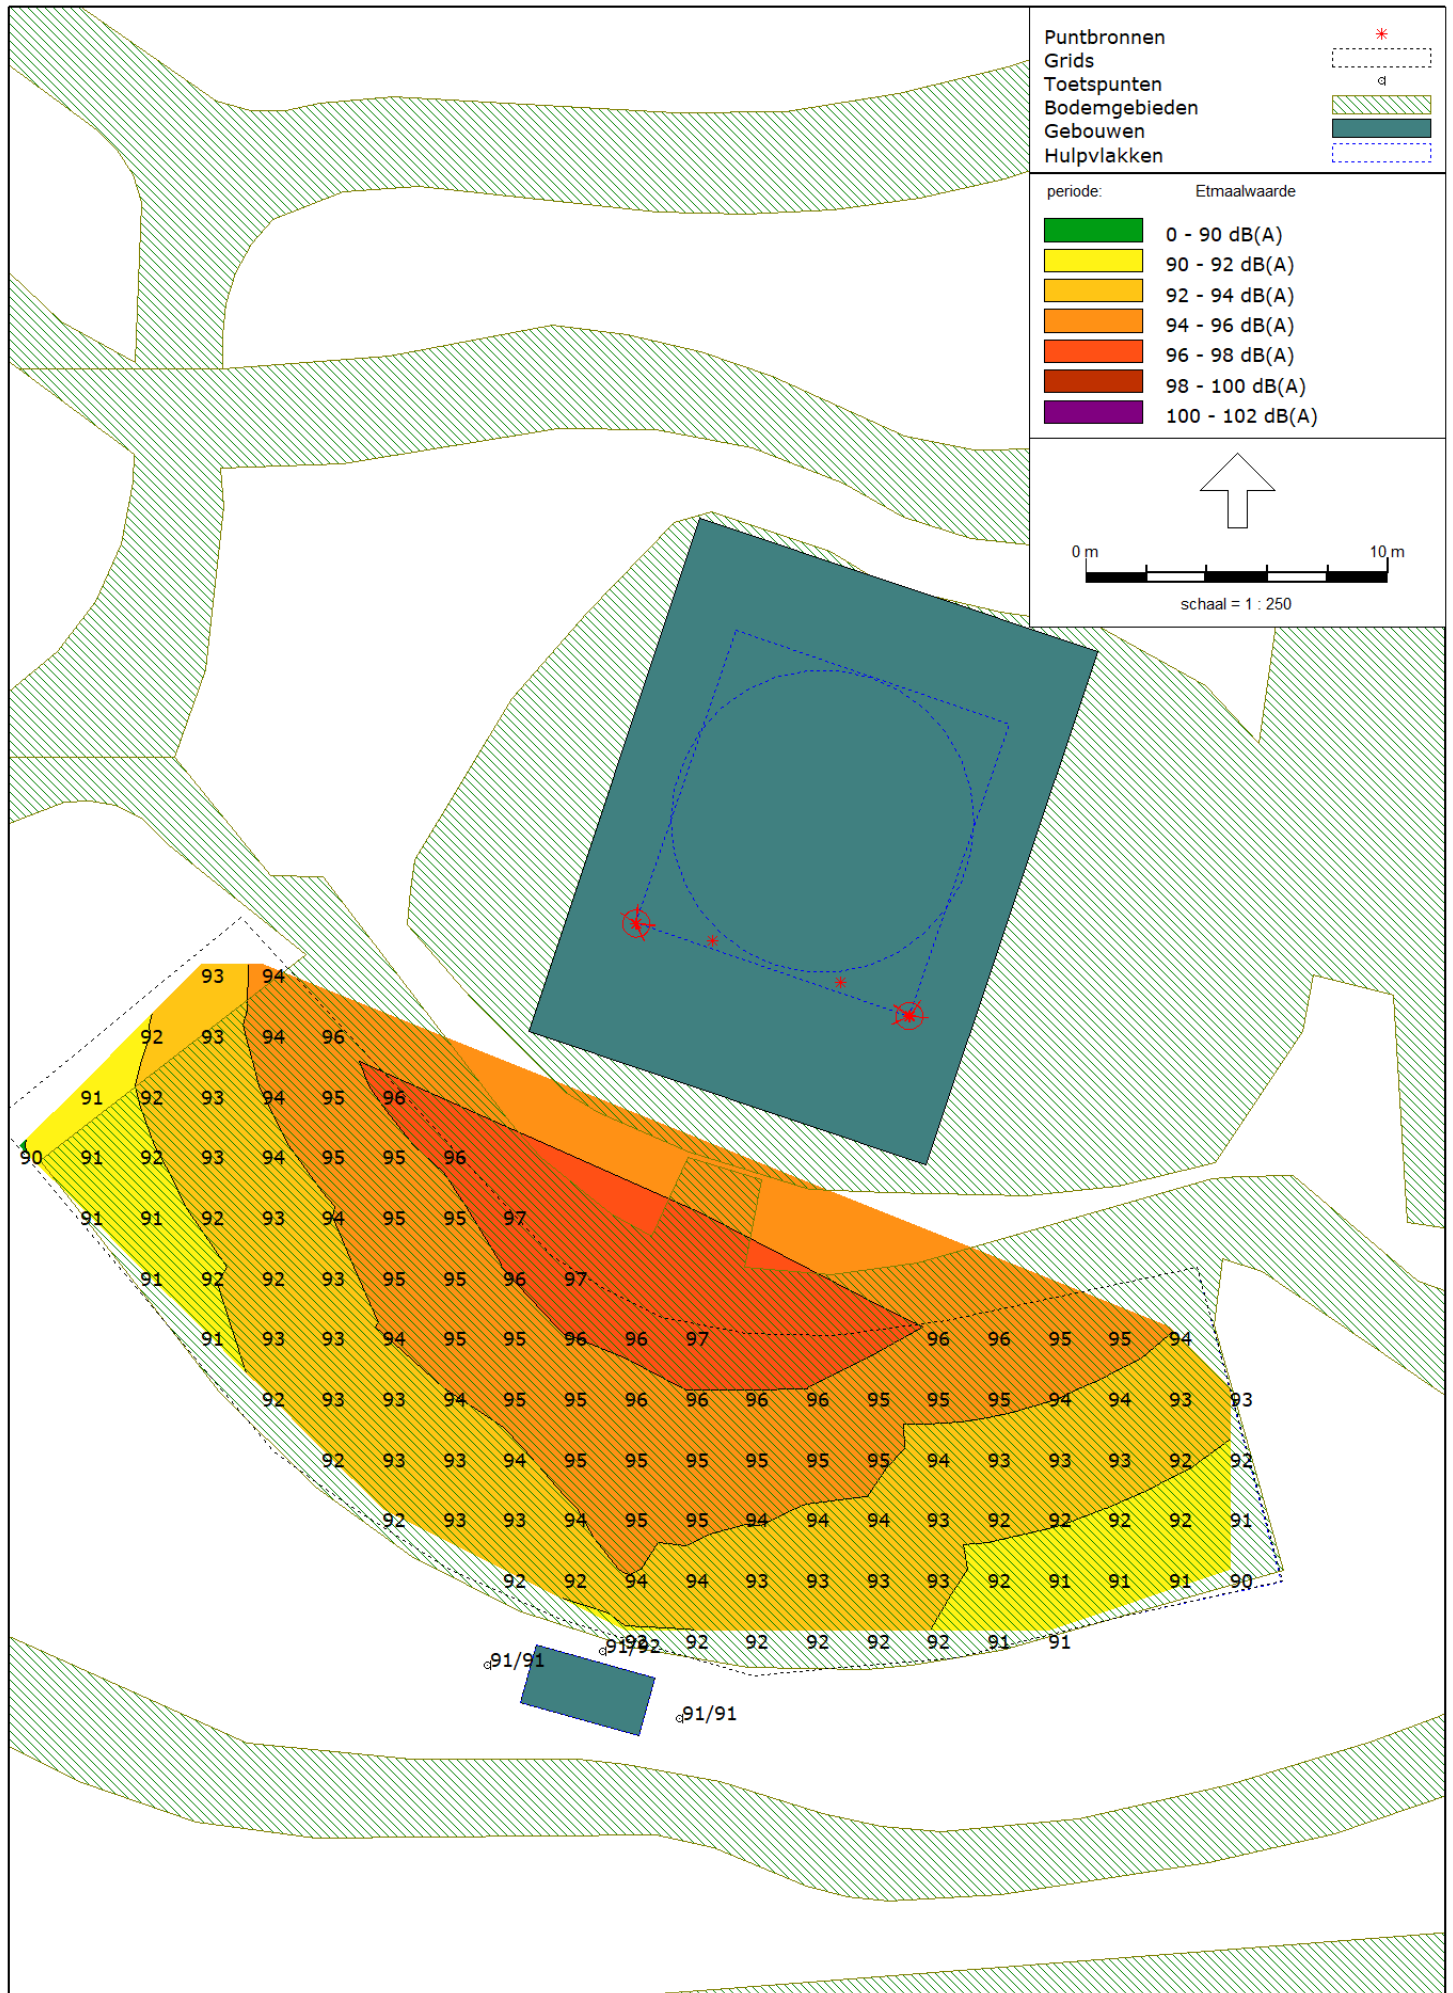 Puntbronnen
Grids
Toetspunten
Bodemgebieden
Gebouwen
Hulpvlakken
periode: Etmaalwaarde
0 - 90 dB(A)
90 - 92 dB(A)
92 - 94 dB(A)
94 - 96 dB(A)
96 - 98 dB(A)
98 - 100 dB(A)
100 - 102 dB(A)
0 m 10 m
schaal = 1 : 250
93 94
92 93 94 96
91 92 93 94 95 96
90 91 92 93 94 95 95 96
91 91 92 93 94 95 95 97
91 92 92 93 95 95 96 97
91 93 93 94 95 95 96 96 97 96 96 95 95 94
92 93 93 94 95 95 96 96 96 96 95 95 95 94 94 93 93
92 93 93 94 95 95 95 95 95 95 94 93 93 93 92 92
92 93 93 94 95 95 94 94 94 93 92 92 92 92 91
92 92 94 94 93 93 93 93 92 91 91 91 90
92 92 92 92 92 92 91 91
91/91 91/92
91/91